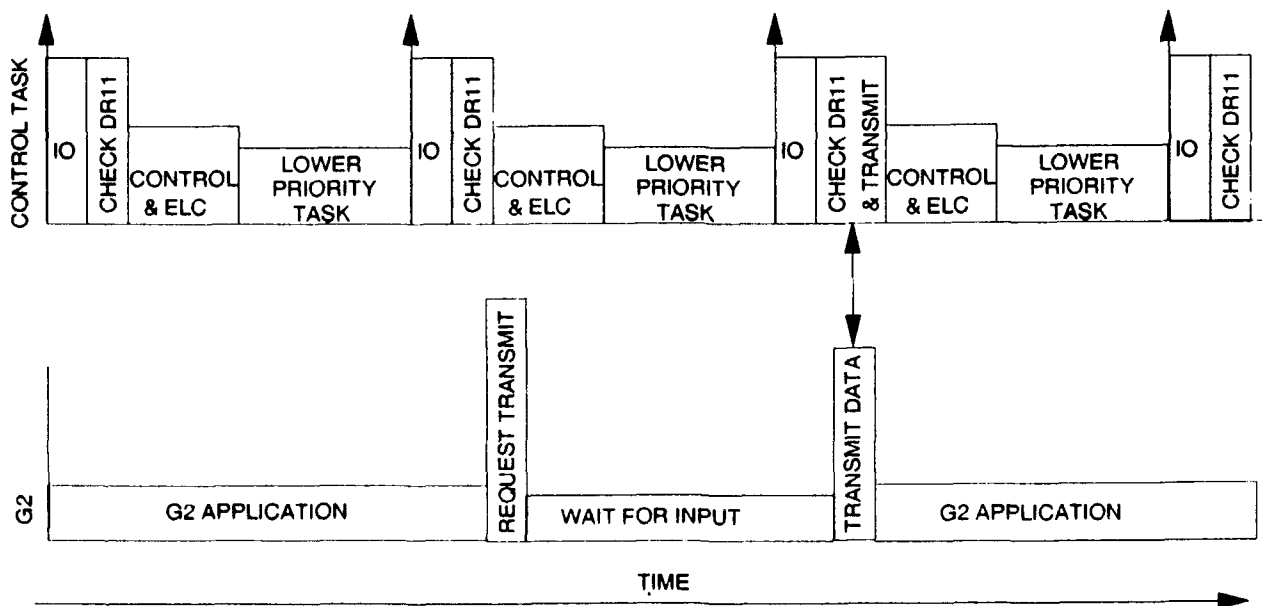 CONTROL TASK
IO
CHECK DR11
CONTROL
& ELC
LOWER
PRIORITY
TASK
IO
CHECK DR11
CONTROL
& ELC
LOWER
PRIORITY
TASK
IO
CHECK DR11
& TRANSMIT
CONTROL
& ELC
LOWER
PRIORITY
TASK
IO
CHECK DR11
G2
G2 APPLICATION
REQUEST TRANSMIT
WAIT FOR INPUT
TRANSMIT DATA
G2 APPLICATION
TIME